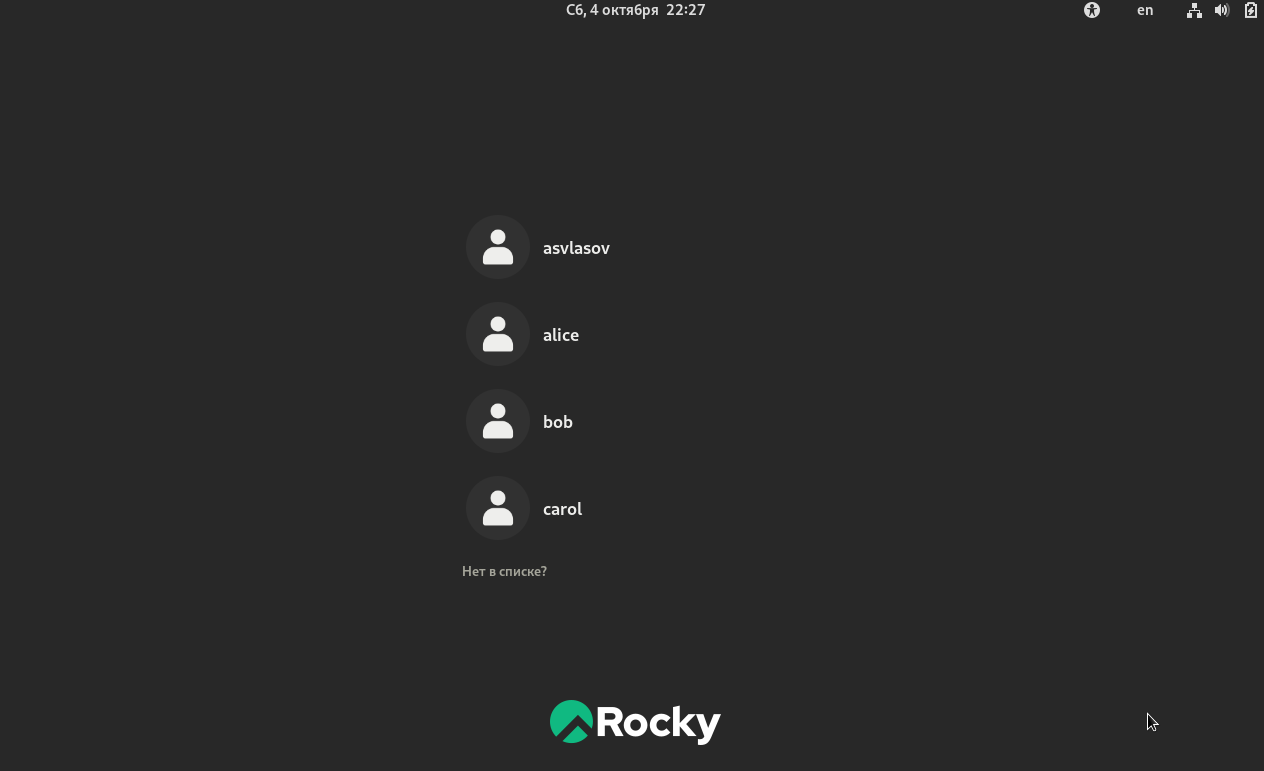 Сб, 4 октября 22:27
en
asvlasov
alice
bob
carol
Нет в списке?
Rocky